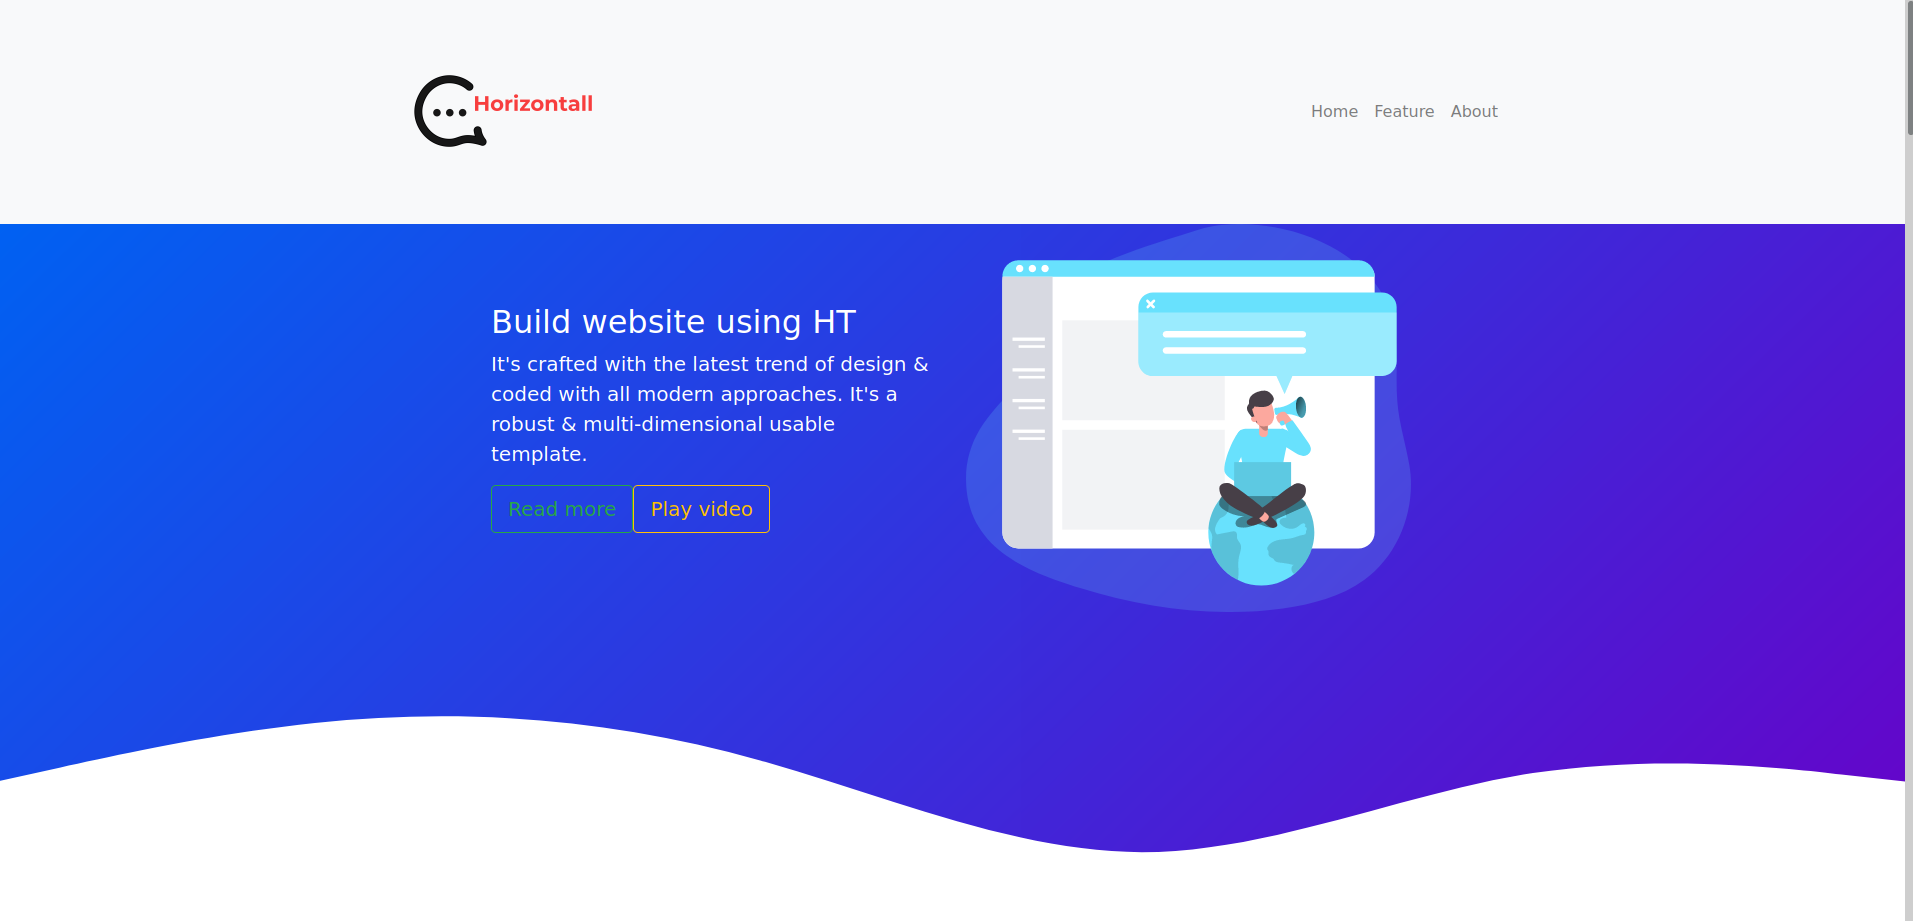 Horizontall
Home Feature About
Build website using HT
It's crafted with the latest trend of design &
coded with all modern approaches. It's a
robust & multi-dimensional usable
template.
Read more Play video